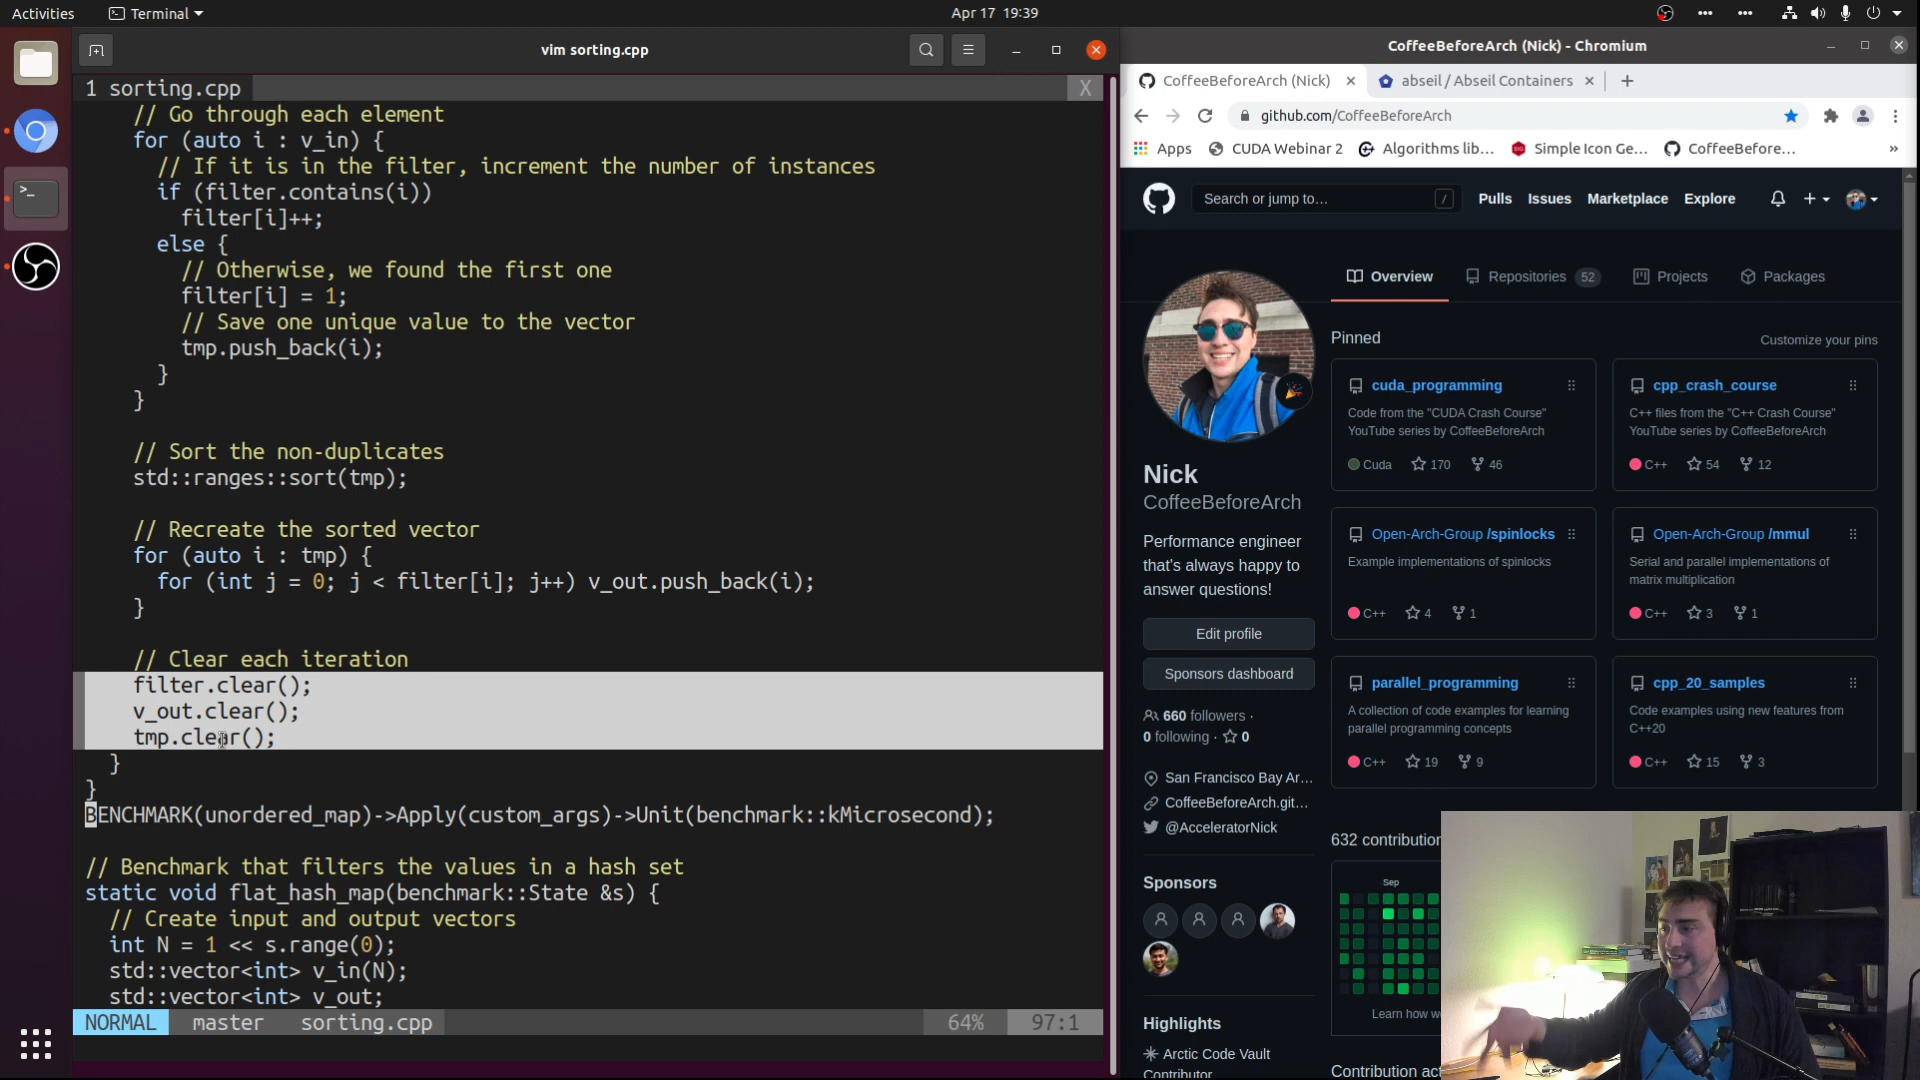 Activities
Terminal
Apr 17 19:39
vim sorting.cpp
1 sorting.cpp
X
// Go through each element
for (auto i : v_in) {
// If it is in the filter, increment the number of instances
if (filter.contains(i))
filter[i]++;
else {
// Otherwise, we found the first one
filter[i] = 1;
// Save one unique value to the vector
tmp.push_back(i);
}
}
// Sort the non-duplicates
std::ranges::sort(tmp);
// Recreate the sorted vector
for (auto i : tmp) {
for (int j = 0; j < filter[i]; j++) v_out.push_back(i);
}
// Clear each iteration
filter.clear();
v_out.clear();
tmp.clear();
}
}
BENCHMARK(unordered_map)->Apply(custom_args)->Unit(benchmark::kMicrosecond);
// Benchmark that filters the values in a hash set
static void flat_hash_map(benchmark::State &s) {
// Create input and output vectors
int N = 1 << s.range(0);
std::vector<int> v_in(N);
std::vector<int> v_out;
NORMAL master sorting.cpp 64% 97:1
CoffeeBeforeArch (Nick) - Chromium
CoffeeBeforeArch (Nick)
abseil / Abseil Containers
github.com/CoffeeBeforeArch
Apps
CUDA Webinar 2
Algorithms lib...
Simple Icon Ge...
CoffeeBefore...
»
Search or jump to...
/
Pulls
Issues
Marketplace
Explore
Overview
Repositories 52
Projects
Packages
Nick
CoffeeBeforeArch
Performance engineer
that's always happy to
answer questions!
Edit profile
Sponsors dashboard
660 followers ·
0 following · 0
San Francisco Bay Ar...
CoffeeBeforeArch.git...
@AcceleratorNick
Sponsors
Highlights
Arctic Code Vault
Contributor
Pinned
Customize your pins
cuda_programming
Code from the "CUDA Crash Course"
YouTube series by CoffeeBeforeArch
Cuda 170 46
cpp_crash_course
C++ files from the "C++ Crash Course"
YouTube series by CoffeeBeforeArch
C++ 54 12
Open-Arch-Group /spinlocks
Example implementations of spinlocks
C++ 4 1
Open-Arch-Group /mmul
Serial and parallel implementations of
matrix multiplication
C++ 3 1
parallel_programming
A collection of code examples for learning
parallel programming concepts
C++ 19 9
cpp_20_samples
Code examples using new features from
C++20
C++ 15 3
632 contribution
Sep
Learn how w
Contribution act